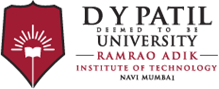 D Y PATIL
DEEMED TO BE
UNIVERSITY
RAMRAO ADIK
INSTITUTE OF TECHNOLOGY
NAVI MUMBAI